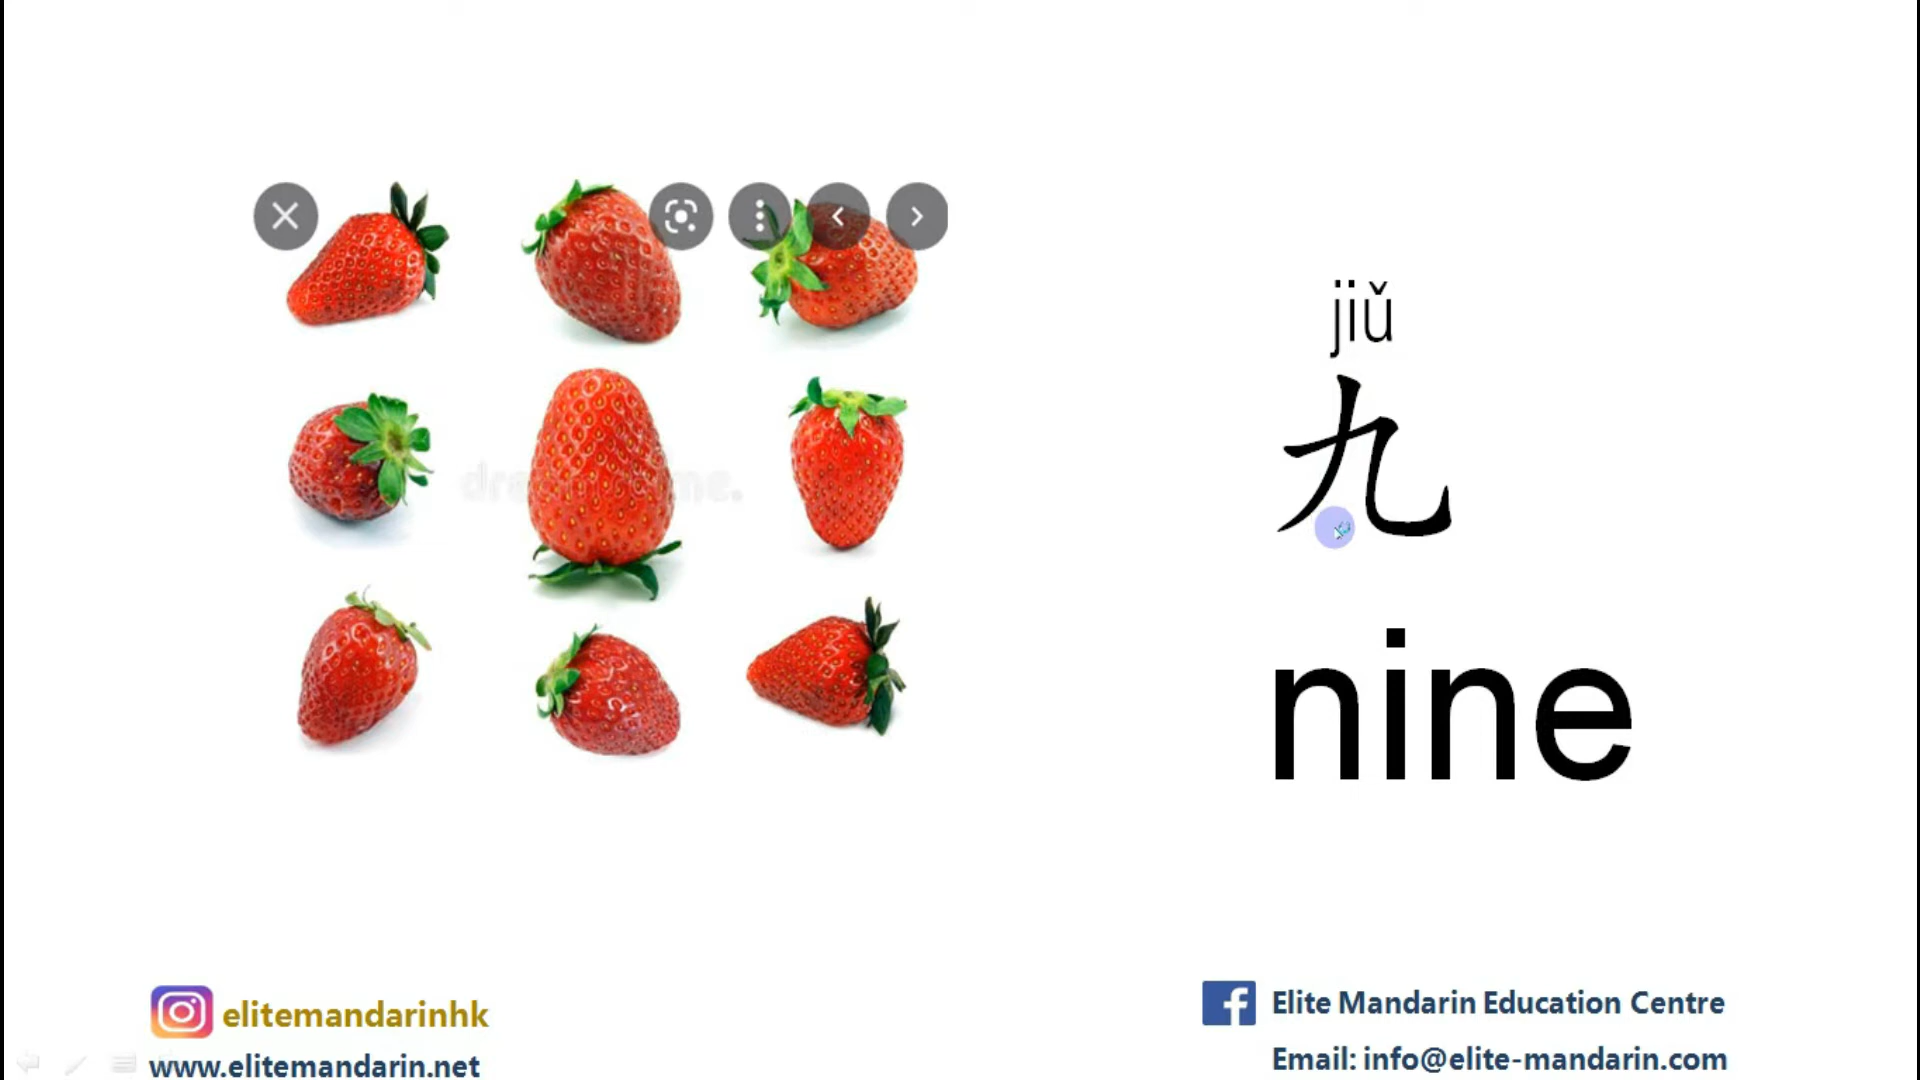 jiǔ
九
nine
elitemandarinhk
www.elitemandarin.net
Elite Mandarin Education Centre
Email: info@elite-mandarin.com